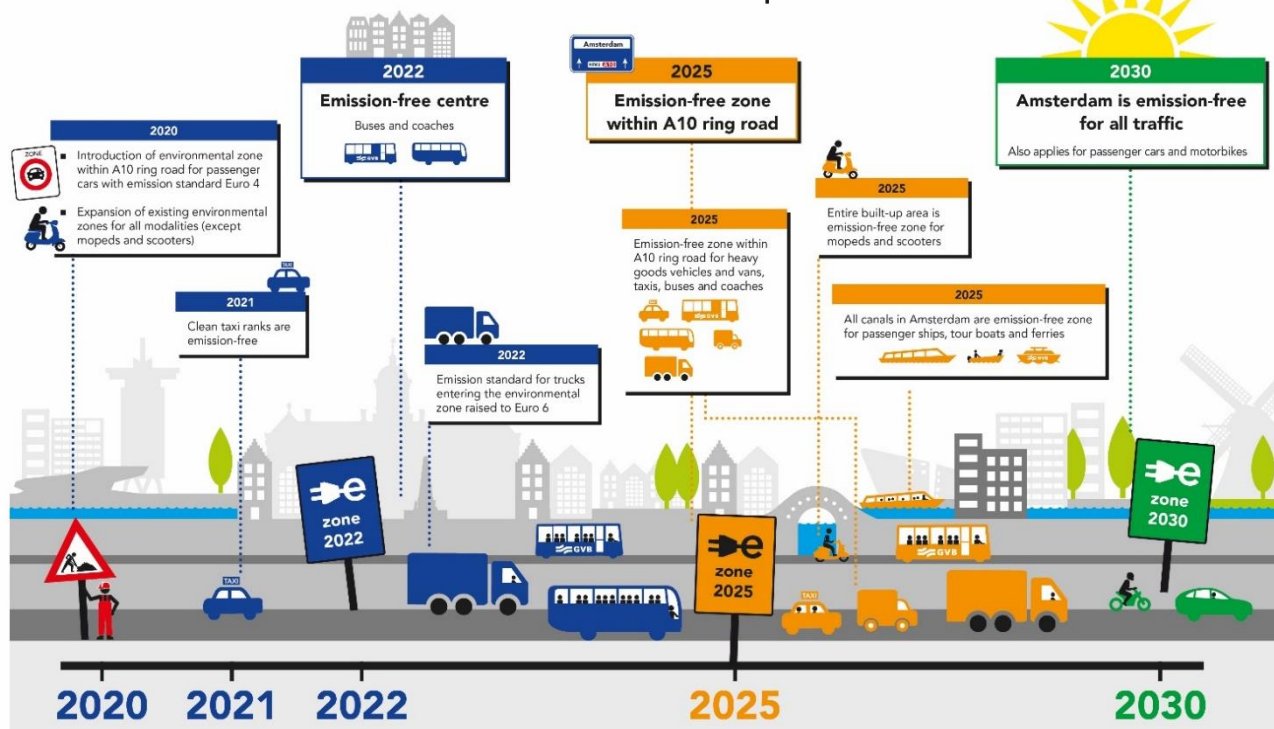 2020
Introduction of environmental zone
within A10 ring road for passenger
cars with emission standard Euro 4
Expansion of existing environmental
zones for all modalities (except
mopeds and scooters)
ZONE
TAXI
2021
Clean taxi ranks are
emission-free
2022
Emission-free centre
Buses and coaches
GVB
2022
Emission standard for trucks
entering the environmental
zone raised to Euro 6
Amsterdam
RING A10
2025
Emission-free zone
within A10 ring road
2025
Emission-free zone within
A10 ring road for heavy
goods vehicles and vans,
taxis, buses and coaches
2025
Entire built-up area is
emission-free zone for
mopeds and scooters
2025
All canals in Amsterdam are emission-free zone
for passenger ships, tour boats and ferries
2030
Amsterdam is emission-free
for all traffic
Also applies for passenger cars and motorbikes
e
zone
2022
e
zone
2025
e
zone
2030
TAXI
GVB
TAXI
GVB
2020
2021
2022
2025
2030